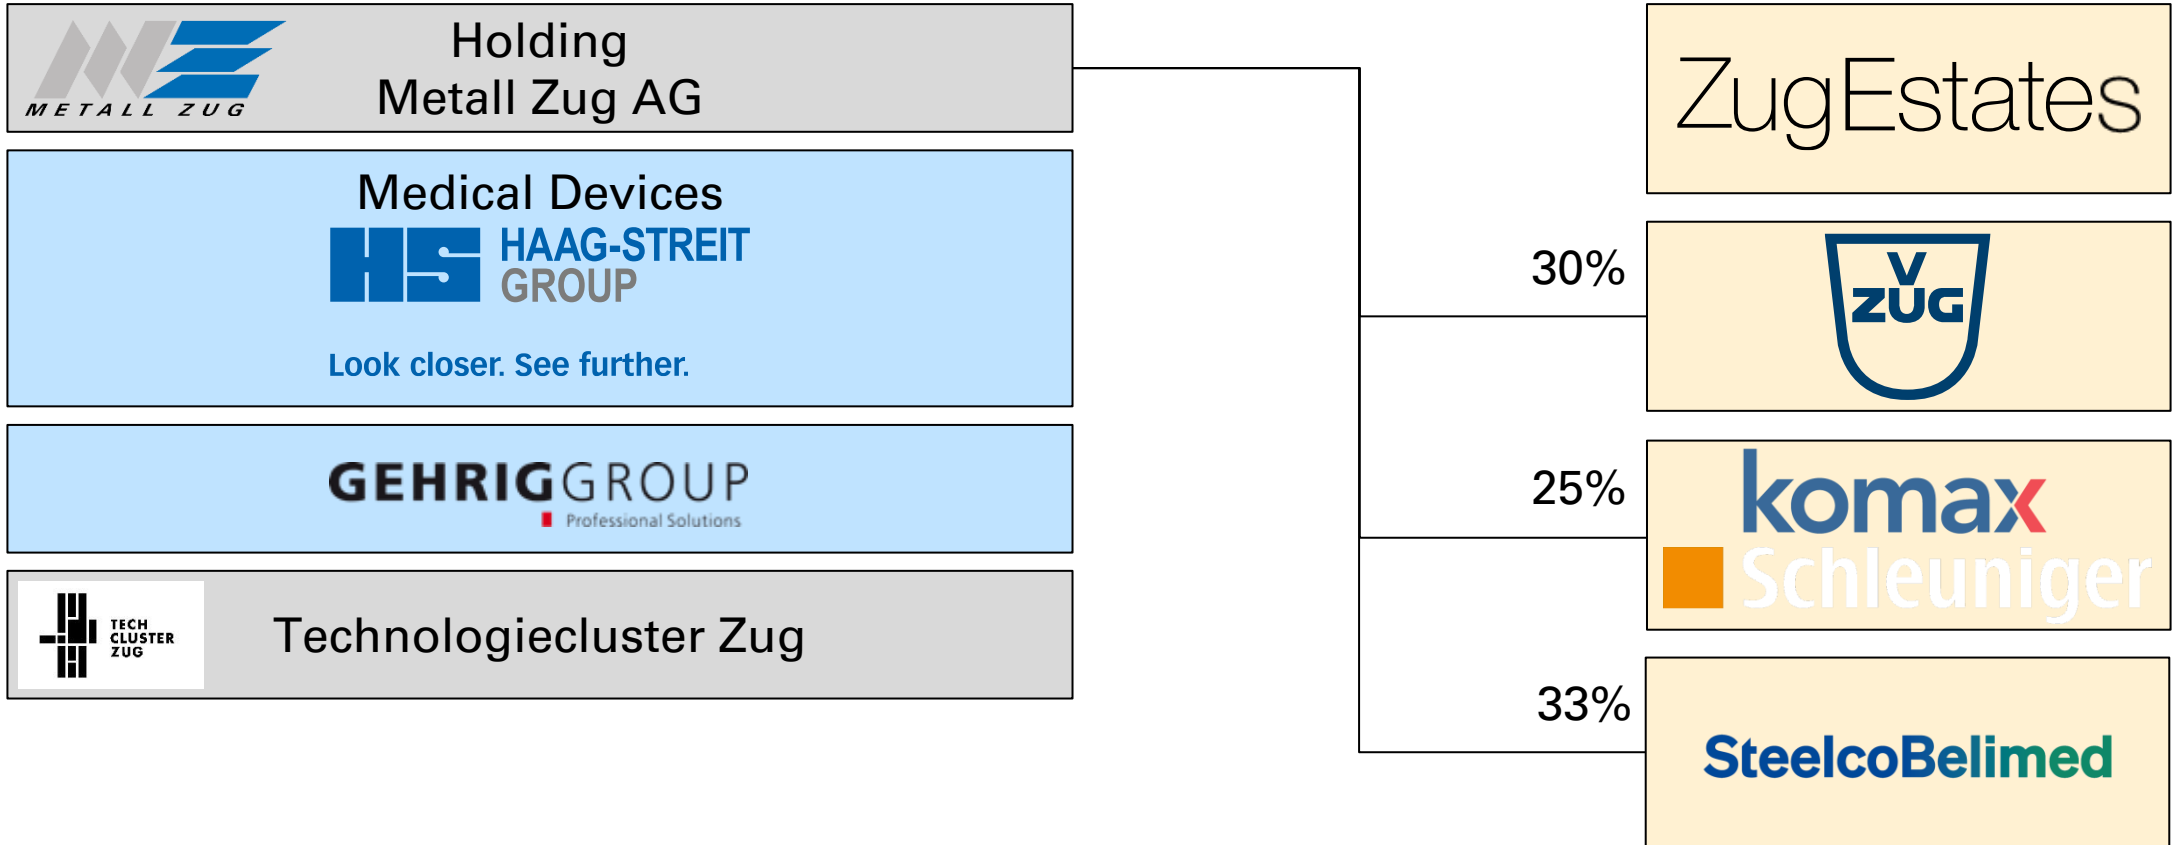 METALL ZUG
Holding
Metall Zug AG
Medical Devices
HS HAAG-STREIT
GROUP
Look closer. See further.
GEHRIGGROUP
Professional Solutions
TECH
CLUSTER
ZUG
Technologiecluster Zug
ZugEstates
30%
V
ZUG
25%
komax
Schleuniger
33%
SteelcoBelimed